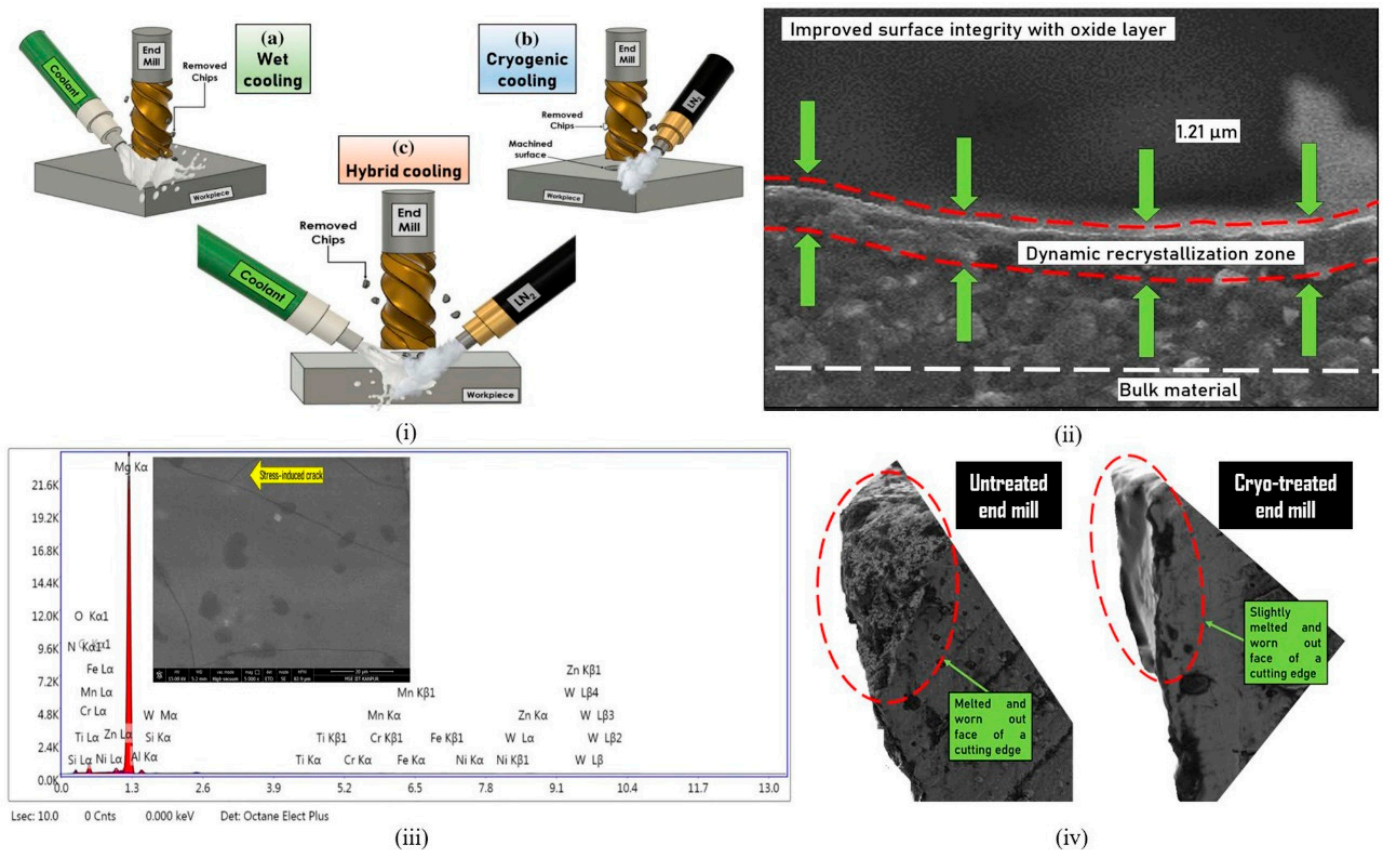 (a)
Wet
cooling
End
Mill
Removed
Chips
Coolant
Workpiece
(b)
Cryogenic
cooling
End
Mill
LN2
Removed
Chips
Machined
surface
Workpiece
(c)
Hybrid cooling
End
Mill
Removed
Chips
Coolant
LN2
Workpiece
(i)
Improved surface integrity with oxide layer
1.21 µm
Dynamic recrystallization zone
Bulk material
(ii)
Mg Kα
Stress-induced crack
21.6K
19.2K
16.8K
14.4K
12.0K
9.6K
7.2K
4.8K
2.4K
0.0K
O Kα1
N Kα1
Fe Lα
Mn Lα
Cr Lα
W Mα
Ti Lα
Zn Lα
Si Kα
Si Lα
Ni Lα
Al Kα
Zn Kβ1
Mn Kβ1
W Lβ4
Mn Kα
Zn Kα
W Lβ3
Ti Kβ1
Cr Kβ1
Fe Kβ1
W Lα
W Lβ2
Ti Kα
Cr Kα
Fe Kα
Ni Kα
Ni Kβ1
W Lβ
0.0 1.3 2.6 3.9 5.2 6.5 7.8 9.1 10.4 11.7 13.0
Lsec: 10.0 0 Cnts 0.000 keV Det: Octane Elect Plus
(iii)
Untreated
end mill
Melted and
worn out
face of a
cutting edge
Cryo-treated
end mill
Slightly
melted and
worn out
face of a
cutting edge
(iv)